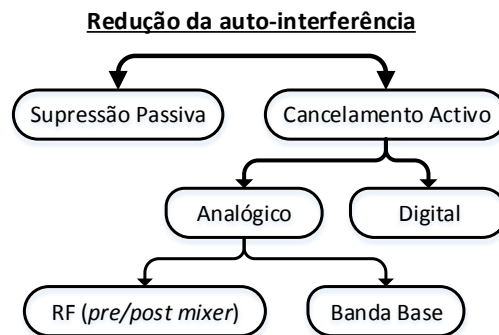 Redução da auto-interferência
Supressão Passiva
Cancelamento Activo
Analógico
Digital
RF (pre/post mixer)
Banda Base